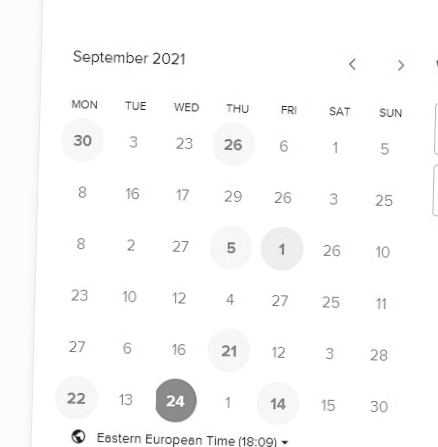 September 2021
MON TUE WED THU FRI SAT SUN
30 3 23 26 6 1 5
8 16 17 29 26 3 25
8 2 27 5 1 26 10
23 10 12 4 27 25 11
27 6 16 21 12 3 28
22 13 24 1 14 15 30
Eastern European Time (18:09)